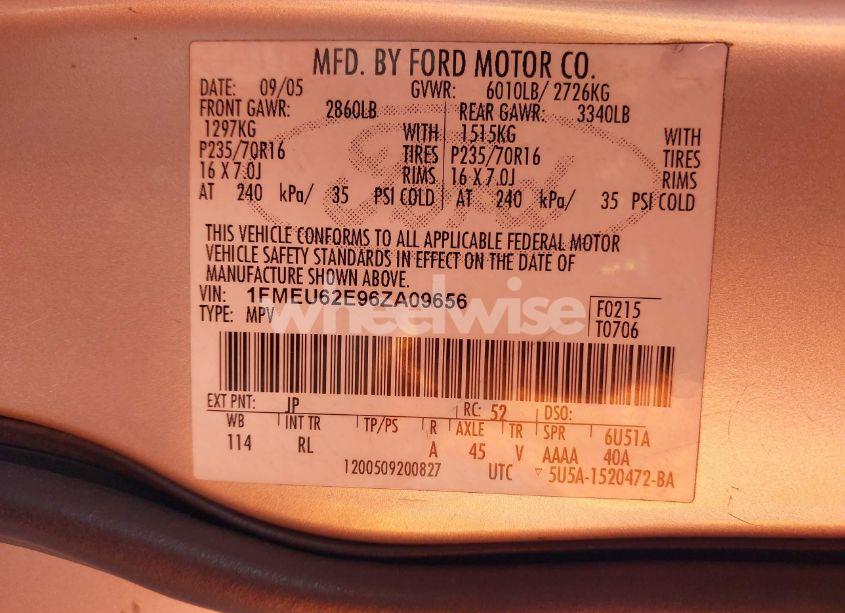 MFD. BY FORD MOTOR CO.
DATE: 09/05 GVWR: 6010LB/ 2726KG
FRONT GAWR: 2860LB REAR GAWR: 3340LB
1297KG WITH 1515KG WITH
P235/70R16 TIRES P235/70R16 TIRES
16 X 7.0J RIMS 16 X 7.0J RIMS
AT 240 kPa/ 35 PSI COLD AT 240 kPa/ 35 PSI COLD
THIS VEHICLE CONFORMS TO ALL APPLICABLE FEDERAL MOTOR
VEHICLE SAFETY STANDARDS IN EFFECT ON THE DATE OF
MANUFACTURE SHOWN ABOVE.
VIN: 1FMEU62E96ZA09656 F0215
TYPE: MPV T0706
wheelwise
EXT PNT: JP RC: 52 DSO:
WB INT TR TP/PS R AXLE TR SPR 6U51A
114 RL A 45 V AAAA 40A
1200509200827 UTC ▽ 5U5A-1520472-BA